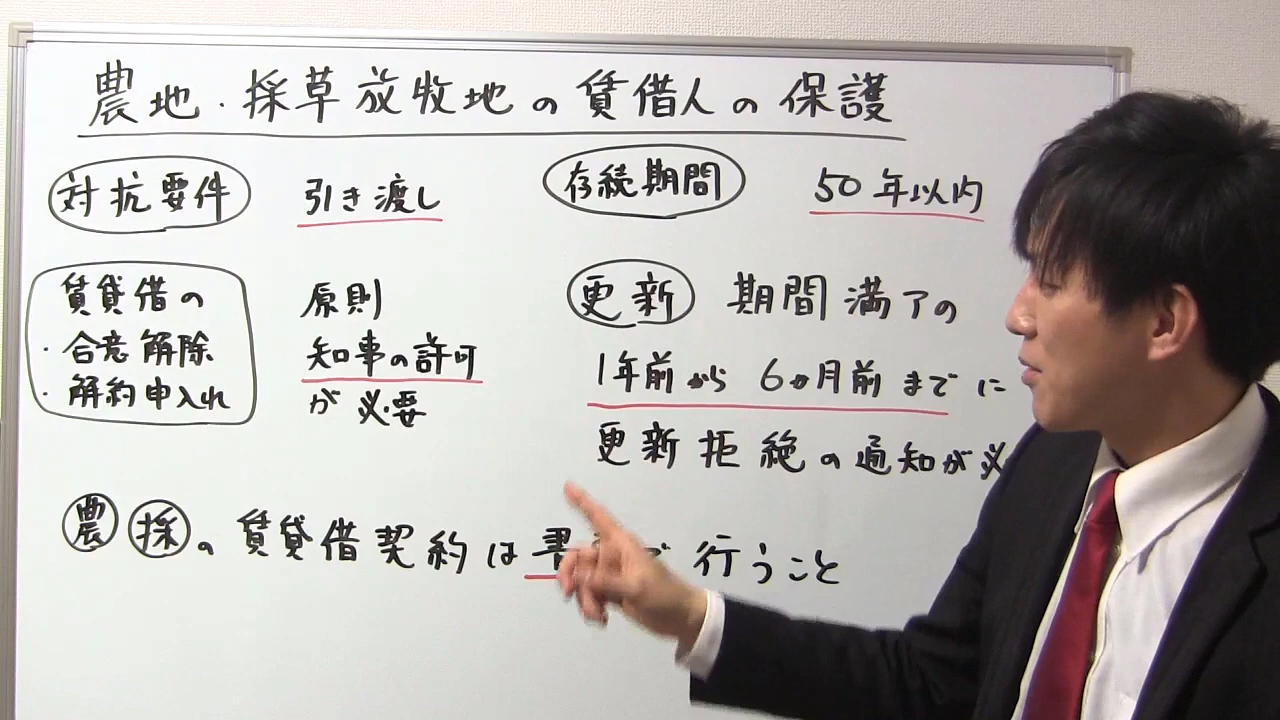 農地・採草放牧地の賃借人の保護
対抗要件 引き渡し
賃貸借の
・合意解除
・解約申入れ
原則
知事の許可
が必要
存続期間 50年以内
更新 期間満了の
1年前から6ヵ月前までに
更新拒絶の通知が必
農 採の賃貸借契約は書 で行うこと